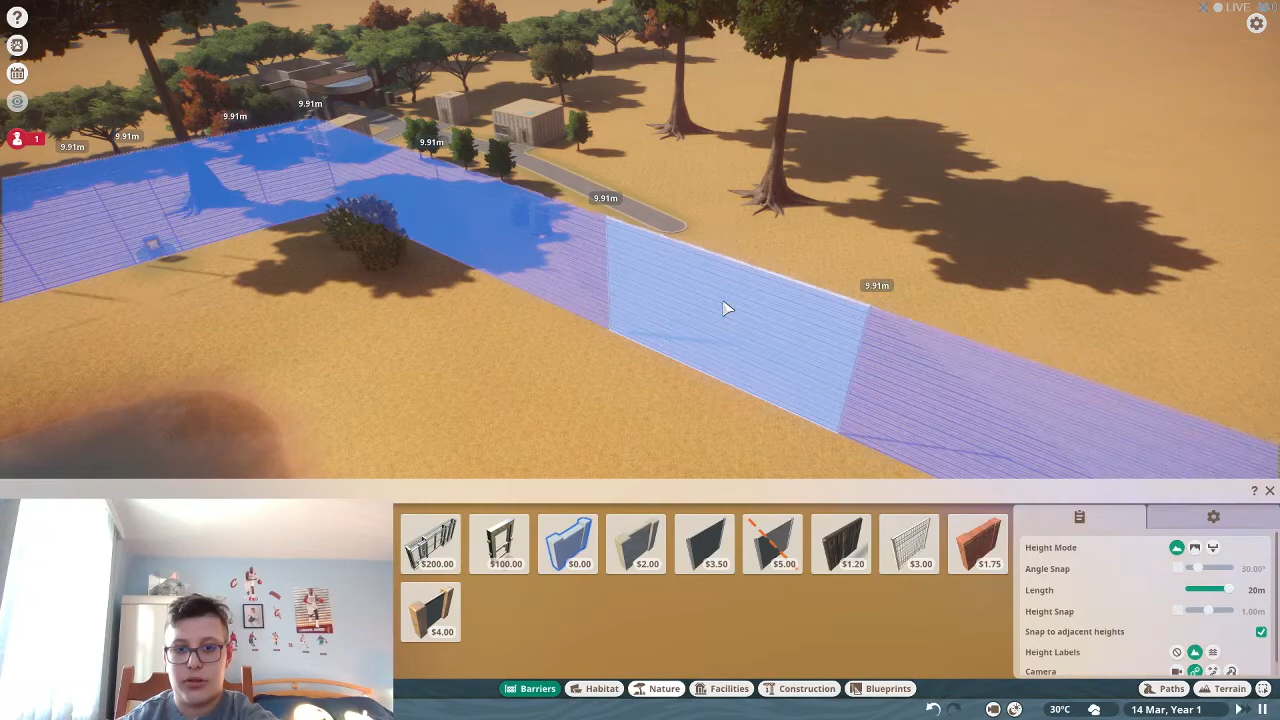 LIVE
9.91m
9.91m
9.91m
9.91m
9.91m
9.91m
9.91m
1
$200.00
$100.00
$0.00
$2.00
$3.50
$5.00
$1.20
$3.00
$1.75
$4.00
Height Mode
Angle Snap 30.00°
Length 20m
Height Snap 1.00m
Snap to adjacent heights
Height Labels
Camera
Barriers
Habitat
Nature
Facilities
Construction
Blueprints
Paths
Terrain
30°C
14 Mar, Year 1